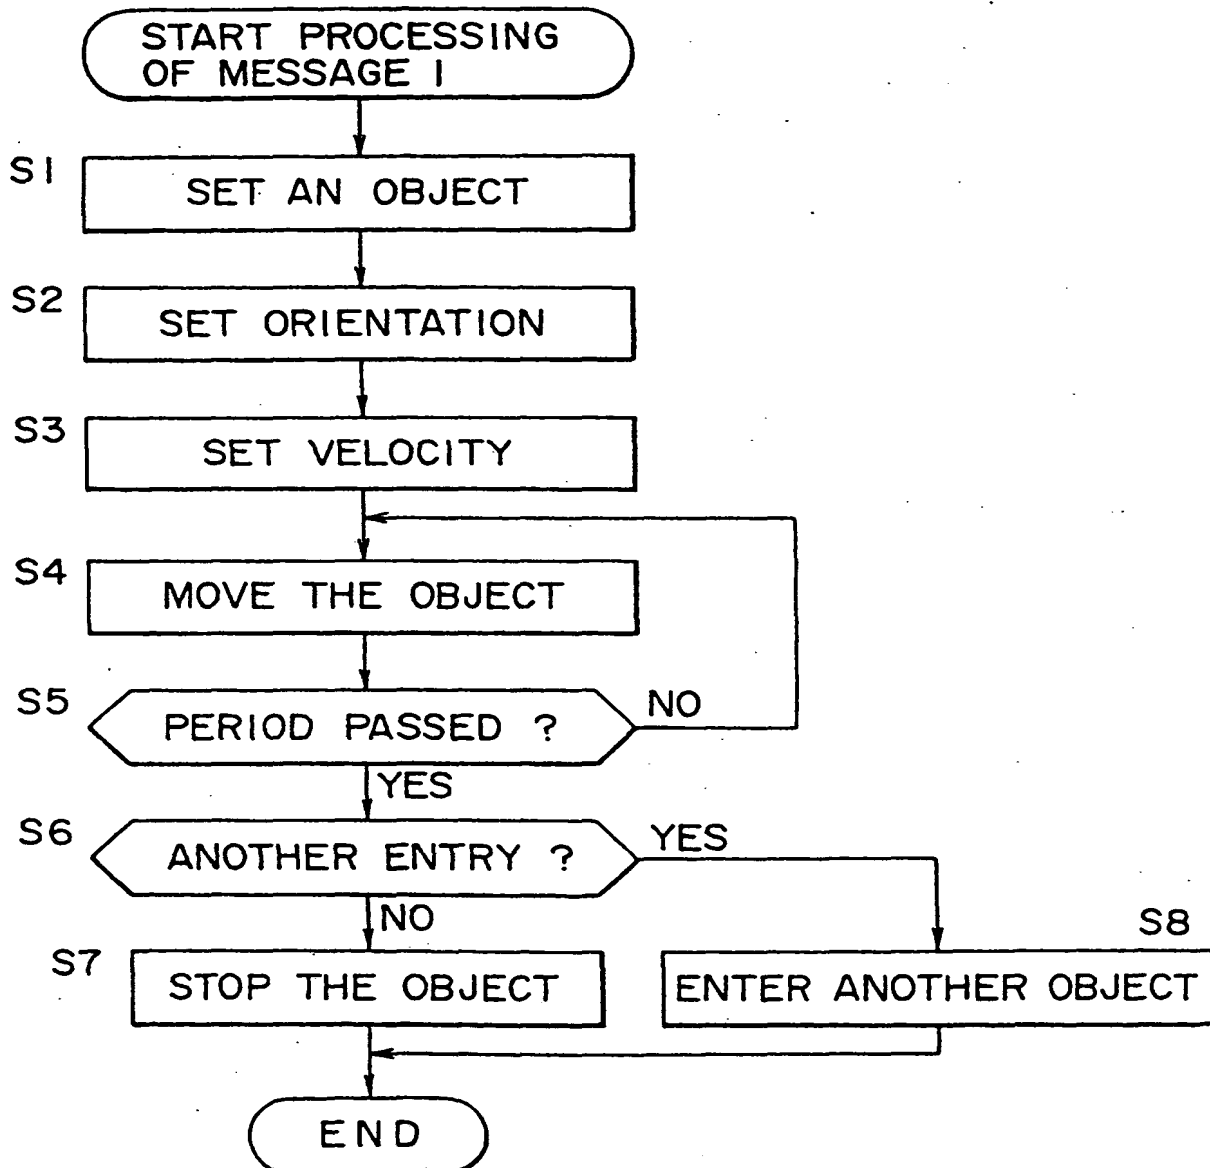 START PROCESSING
OF MESSAGE 1
S1
SET AN OBJECT
S2
SET ORIENTATION
S3
SET VELOCITY
S4
MOVE THE OBJECT
S5
PERIOD PASSED ?
NO
YES
S6
ANOTHER ENTRY ?
YES
NO
S7
STOP THE OBJECT
S8
ENTER ANOTHER OBJECT
END